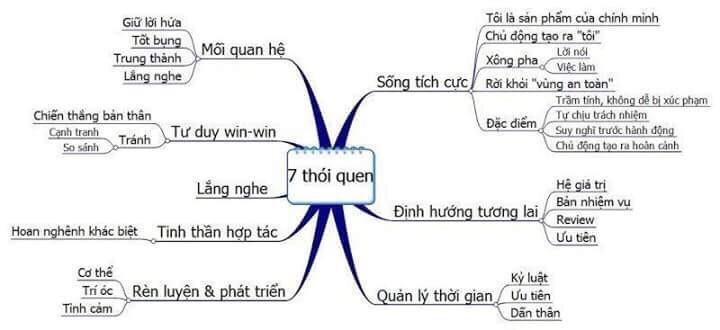 7 thói quen
Sống tích cực
Tôi là sản phẩm của chính mình
Chủ động tạo ra "tôi"
Xông pha
Lời nói
Việc làm
Rời khỏi "vùng an toàn"
Đặc điểm
Trầm tính, không dễ bị xúc phạm
Tự chịu trách nhiệm
Suy nghĩ trước hành động
Chủ động tạo ra hoàn cảnh
Định hướng tương lai
Hệ giá trị
Bản nhiệm vụ
Review
Ưu tiên
Quản lý thời gian
Kỷ luật
Ưu tiên
Dấn thân
Mối quan hệ
Giữ lời hứa
Tốt bụng
Trung thành
Lắng nghe
Tư duy win-win
Chiến thắng bản thân
Tránh
Cạnh tranh
So sánh
Lắng nghe
Tinh thần hợp tác
Hoan nghênh khác biệt
Rèn luyện & phát triển
Cơ thể
Trí óc
Tình cảm